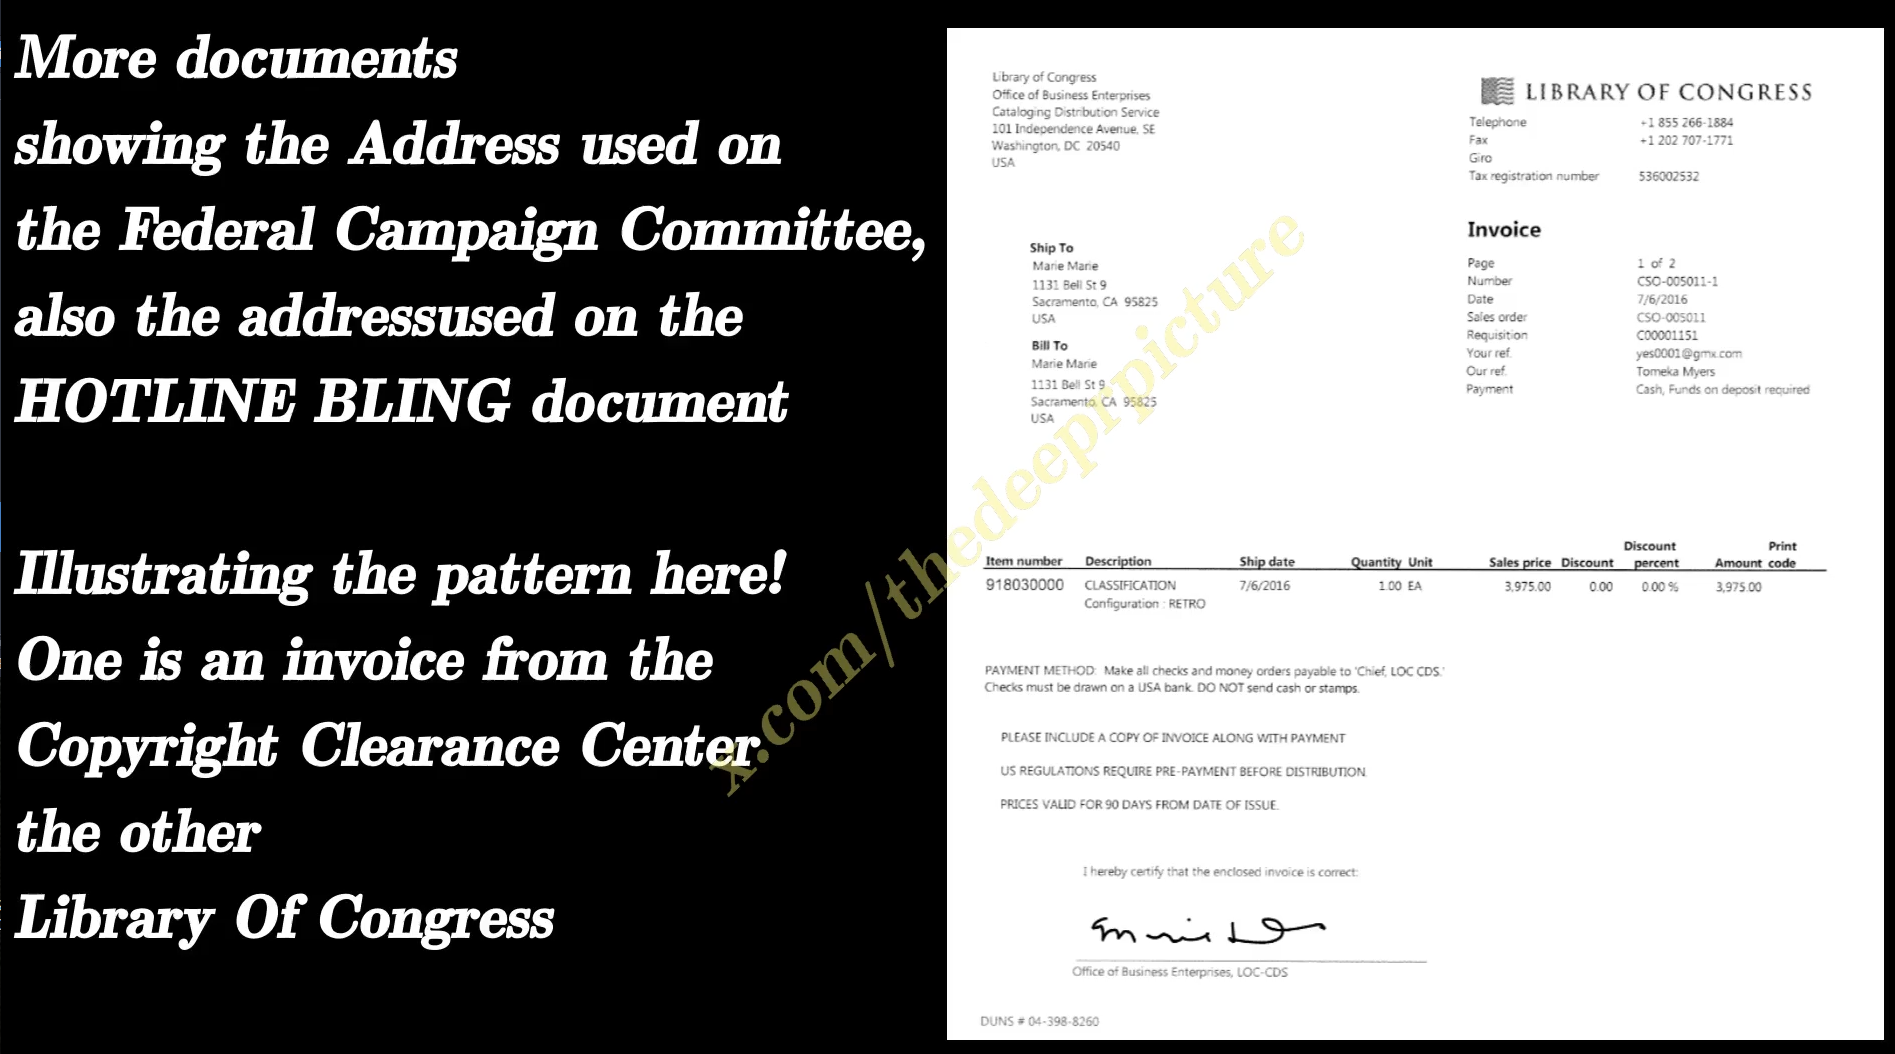 More documents
showing the Address used on
the Federal Campaign Committee,
also the addressused on the
HOTLINE BLING document
Illustrating the pattern here!
One is an invoice from the
Copyright Clearance Center
the other
Library Of Congress
x.com/thedeeprpicture
Library of Congress
Office of Business Enterprises
Cataloging Distribution Service
101 Independence Avenue, SE
Washington, DC 20540
USA
LIBRARY OF CONGRESS
Telephone +1 855 266-1884
Fax +1 202 707-1771
Giro
Tax registration number 536002532
Ship To
Marie Marie
1131 Bell St 9
Sacramento, CA 95825
USA
Bill To
Marie Marie
1131 Bell St 9
Sacramento, CA 95825
USA
Invoice
Page 1 of 2
Number CSO-005011-1
Date 7/6/2016
Sales order CSO-005011
Requisition C00001151
Your ref. yes0001@gmx.com
Our ref. Tomeka Myers
Payment Cash, Funds on deposit required
Item number Description Ship date Quantity Unit Sales price Discount Discount percent Amount Print code
918030000 CLASSIFICATION 7/6/2016 1.00 EA 3,975.00 0.00 0.00 % 3,975.00
Configuration : RETRO
PAYMENT METHOD: Make all checks and money orders payable to 'Chief, LOC CDS.'
Checks must be drawn on a USA bank. DO NOT send cash or stamps.
PLEASE INCLUDE A COPY OF INVOICE ALONG WITH PAYMENT
US REGULATIONS REQUIRE PRE-PAYMENT BEFORE DISTRIBUTION.
PRICES VALID FOR 90 DAYS FROM DATE OF ISSUE.
I hereby certify that the enclosed invoice is correct:
Office of Business Enterprises, LOC-CDS
DUNS # 04-398-8260